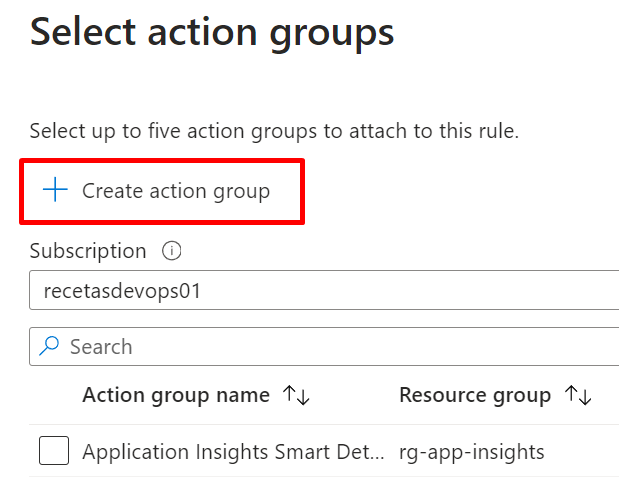 Select action groups
Select up to five action groups to attach to this rule.
Create action group
Subscription
recetasdevops01
Search
Action group name Resource group
Application Insights Smart Det... rg-app-insights